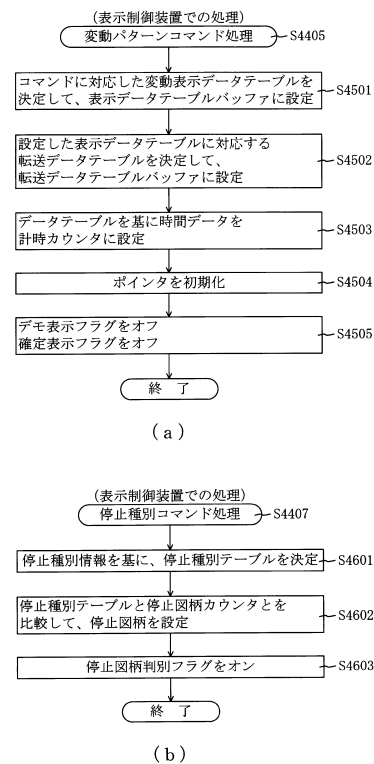 (表示制御装置での処理)
変動パターンコマンド処理 S4405
コマンドに対応した変動表示データテーブルを
決定して、表示データテーブルバッファに設定 S4501
設定した表示データテーブルに対応する
転送データテーブルを決定して、
転送データテーブルバッファに設定 S4502
データテーブルを基に時間データを
計時カウンタに設定 S4503
ポインタを初期化 S4504
デモ表示フラグをオフ
確定表示フラグをオフ S4505
終 了
(a)
(表示制御装置での処理)
停止種別コマンド処理 S4407
停止種別情報を基に、停止種別テーブルを決定 S4601
停止種別テーブルと停止図柄カウンタとを
比較して、停止図柄を設定 S4602
停止図柄判別フラグをオン S4603
終 了
(b)